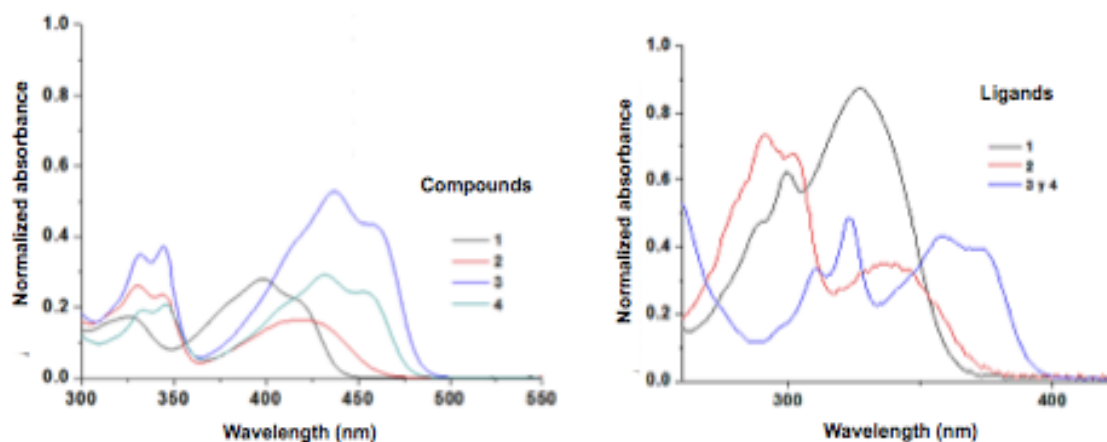 1.0
0.8
0.6
0.4
0.2
0.0
Normalized absorbance
Compounds
1
2
3
4
300 350 400 450 500 550
Wavelength (nm)
1.0
0.8
0.6
0.4
0.2
0.0
Normalized absorbance
Ligands
1
2
3 y 4
300 400
Wavelength (nm)